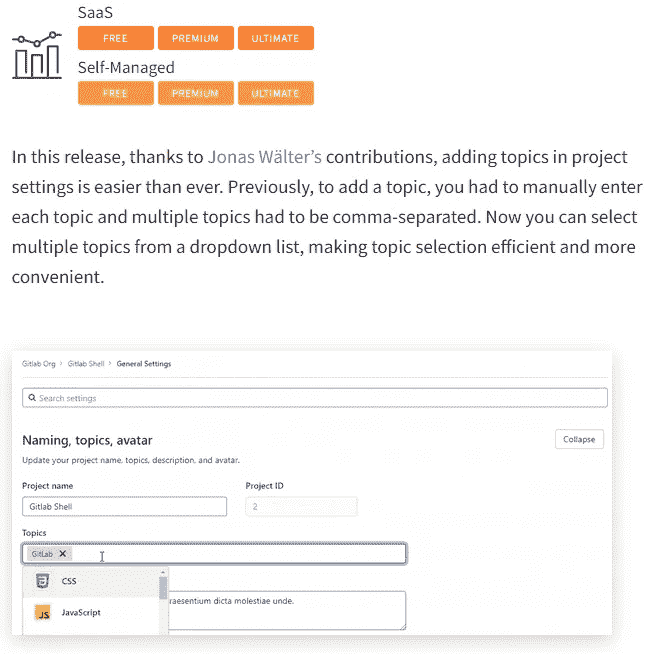 SaaS
FREE PREMIUM ULTIMATE
Self-Managed
FREE PREMIUM ULTIMATE
In this release, thanks to Jonas Wälter’s contributions, adding topics in project
settings is easier than ever. Previously, to add a topic, you had to manually enter
each topic and multiple topics had to be comma-separated. Now you can select
multiple topics from a dropdown list, making topic selection efficient and more
convenient.
Gitlab Org > Gitlab Shell > General Settings
Search settings
Naming, topics, avatar
Collapse
Update your project name, topics, description, and avatar.
Project name Project ID
Gitlab Shell 2
Topics
GitLab
CSS
raesentium dicta molestiae unde.
JS JavaScript